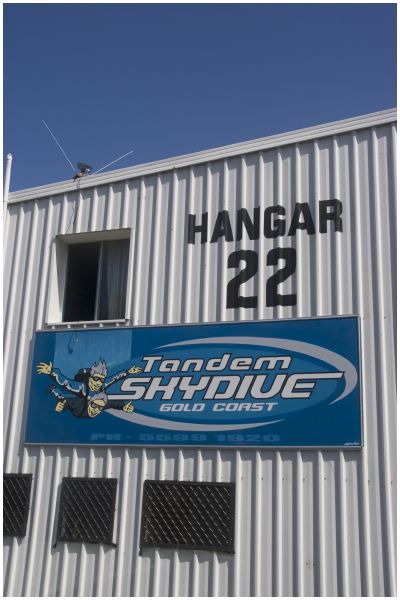 HANGAR
22
Tandem
SKYDIVE
GOLD COAST
PH - 5599 1920